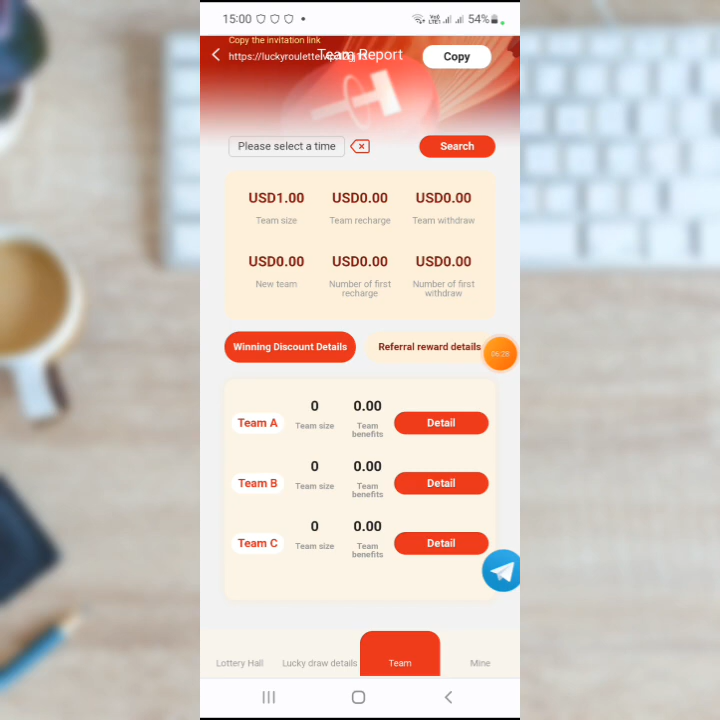 15:00
54%
Copy the invitation link
Team Report
Copy
Please select a time
Search
USD1.00 USD0.00 USD0.00
Team size Team recharge Team withdraw
USD0.00 USD0.00 USD0.00
New team Number of first recharge Number of first withdraw
Winning Discount Details
Referral reward details
06:28
Team A 0 Team size 0.00 Team benefits Detail
Team B 0 Team size 0.00 Team benefits Detail
Team C 0 Team size 0.00 Team benefits Detail
Lottery Hall Lucky draw details Team Mine